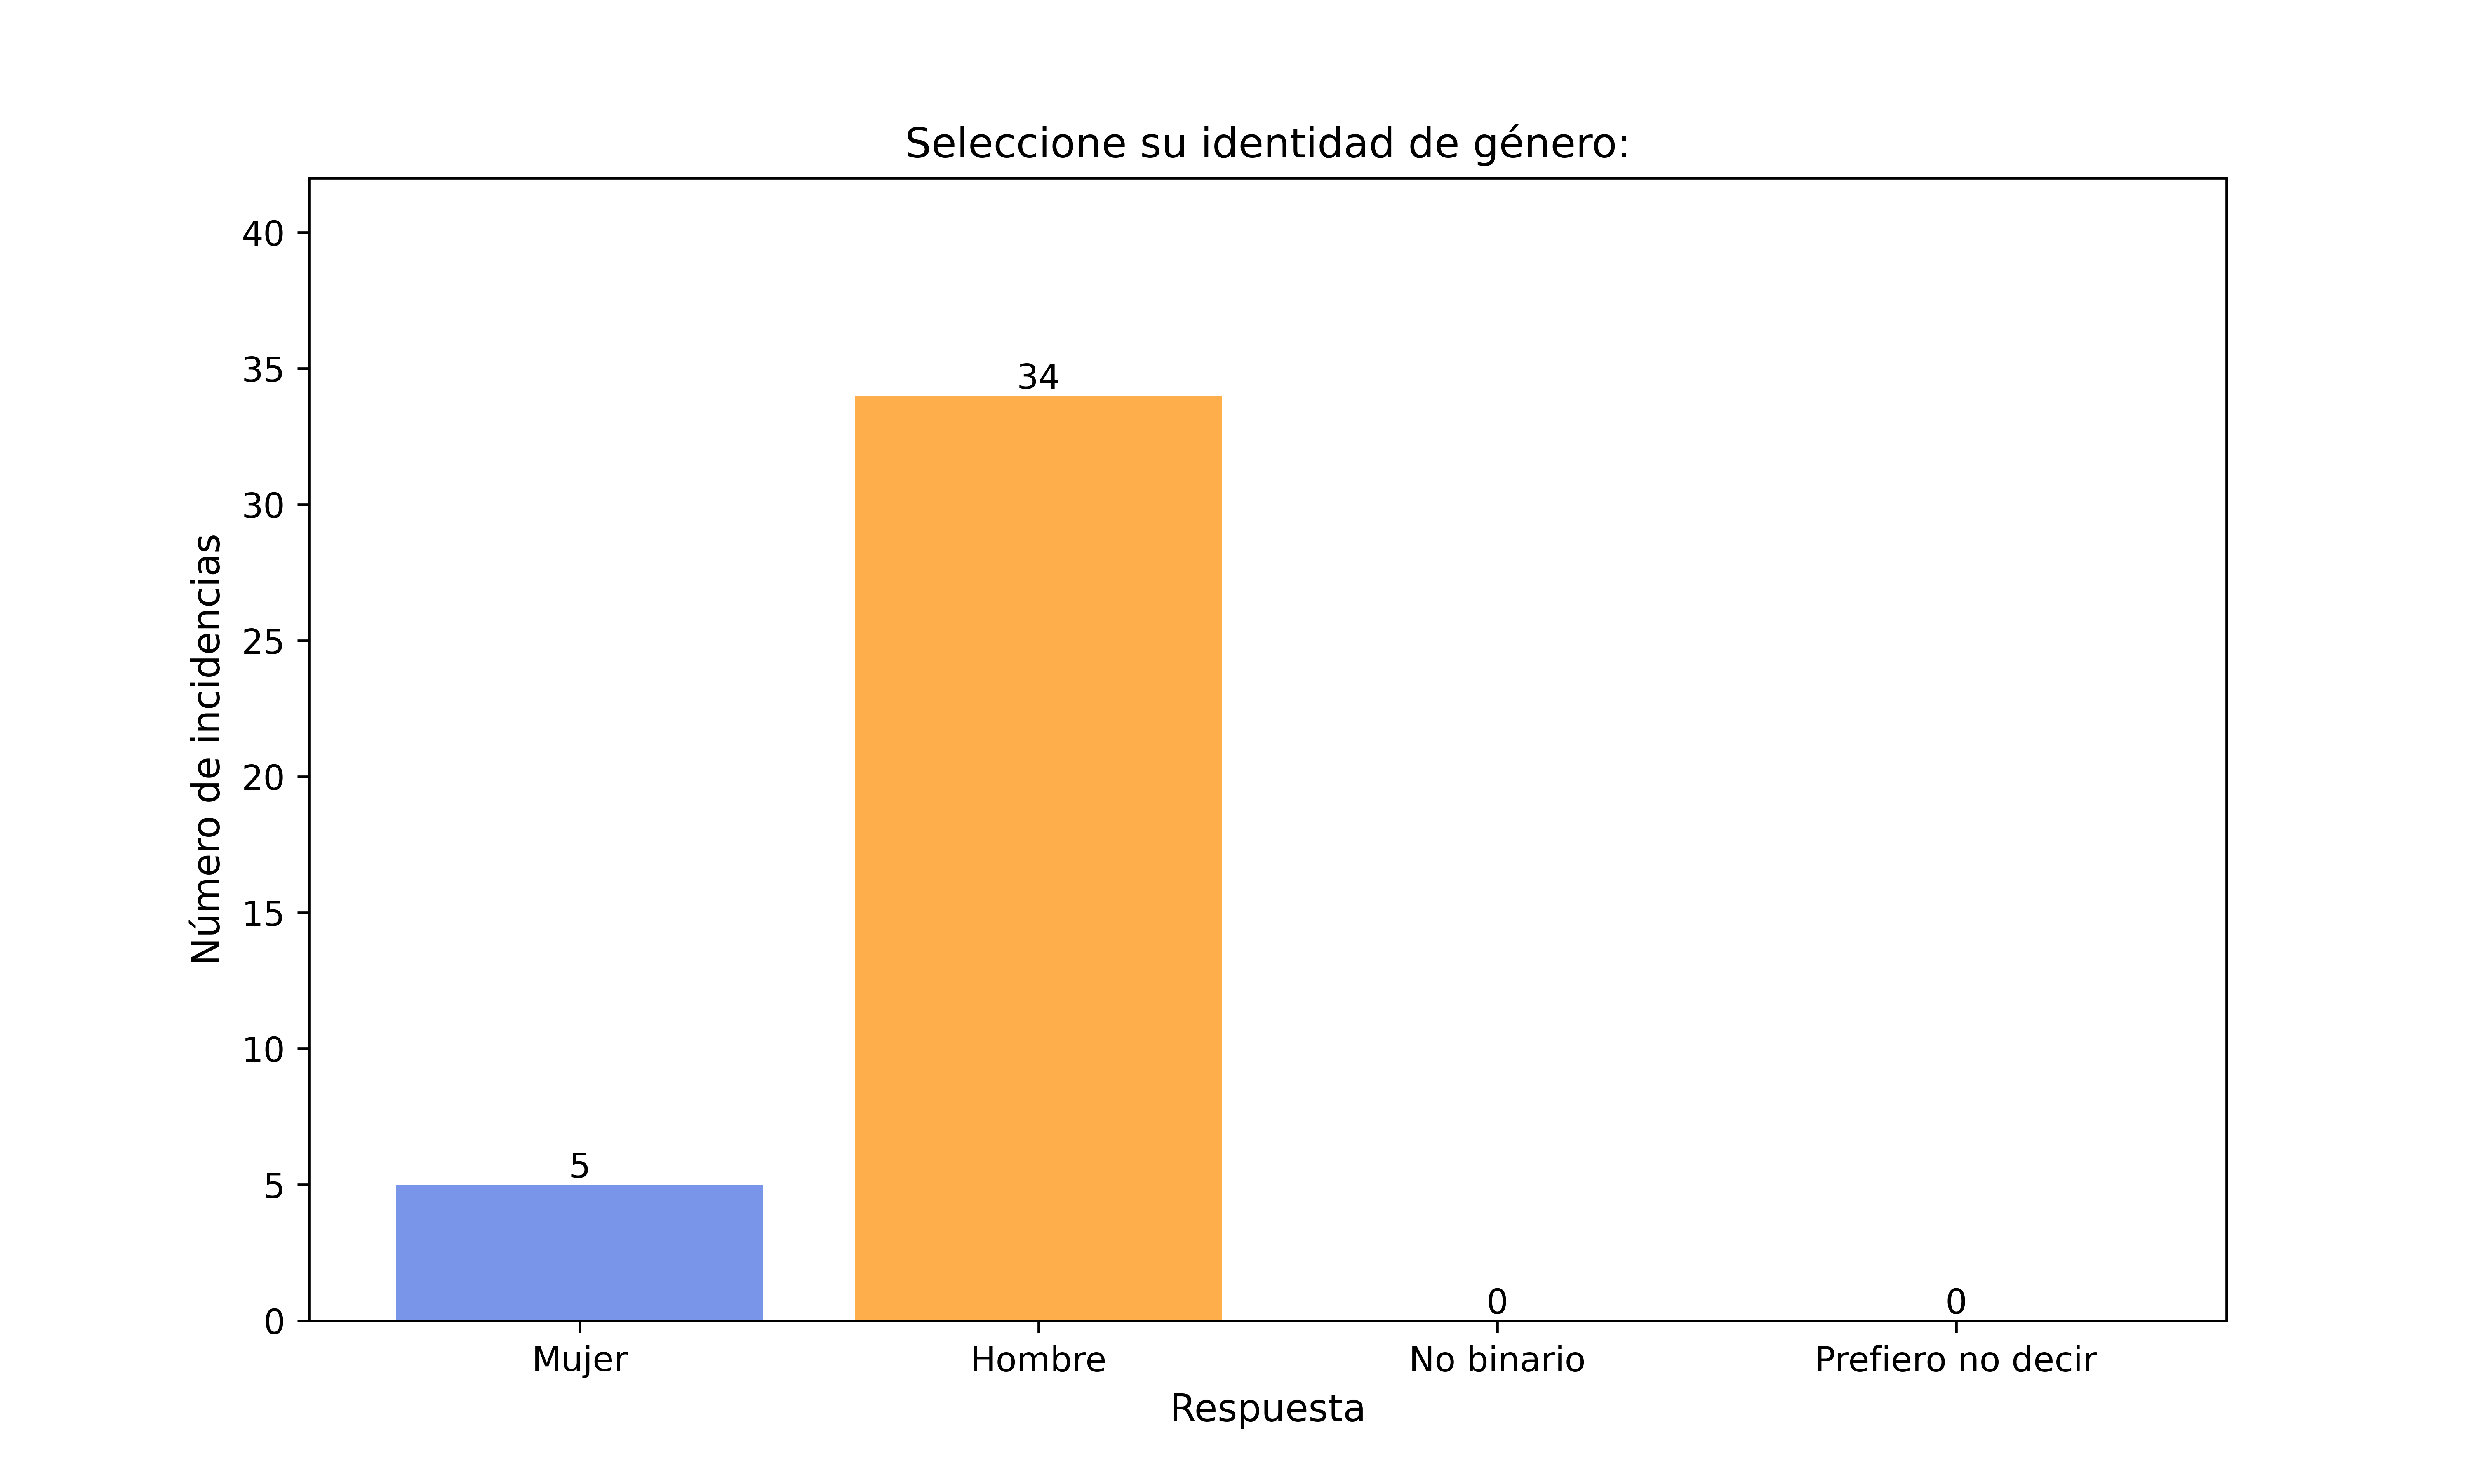 Seleccione su identidad de género:
Número de incidencias
40
35
30
25
20
15
10
5
0
34
5
0
0
Mujer
Hombre
No binario
Prefiero no decir
Respuesta